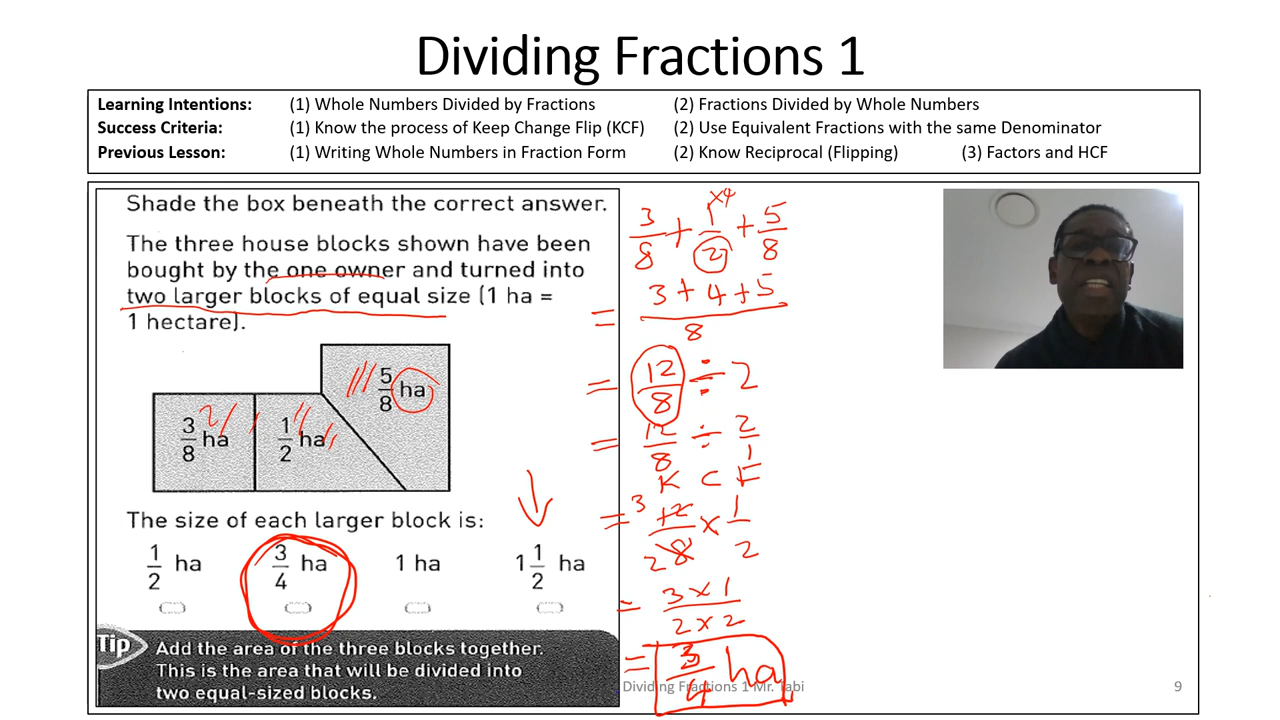 Dividing Fractions 1
Learning Intentions: (1) Whole Numbers Divided by Fractions (2) Fractions Divided by Whole Numbers
Success Criteria: (1) Know the process of Keep Change Flip (KCF) (2) Use Equivalent Fractions with the same Denominator
Previous Lesson: (1) Writing Whole Numbers in Fraction Form (2) Know Reciprocal (Flipping) (3) Factors and HCF
Shade the box beneath the correct answer.
The three house blocks shown have been
bought by the one owner and turned into
two larger blocks of equal size (1 ha =
1 hectare).
5/8 ha
3/8 ha 1/2 ha
The size of each larger block is:
1/2 ha 3/4 ha 1 ha 1 1/2 ha
Tip Add the area of the three blocks together.
This is the area that will be divided into
two equal-sized blocks.
×4
3/8 + 1/2 + 5/8
= 3 + 4 + 5 / 8
= 12/8 ÷ 2
= 12/8 ÷ 2/1
K C F
= 3 12/8 2 × 1/2
= 3 × 1 / 2 × 2
= 3/4 ha
Dividing Fractions 1 Mr. Tabi 9